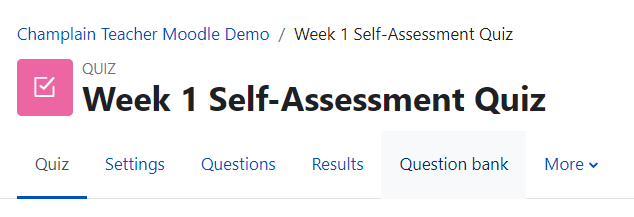 Champlain Teacher Moodle Demo / Week 1 Self-Assessment Quiz
QUIZ
Week 1 Self-Assessment Quiz
Quiz Settings Questions Results Question bank More